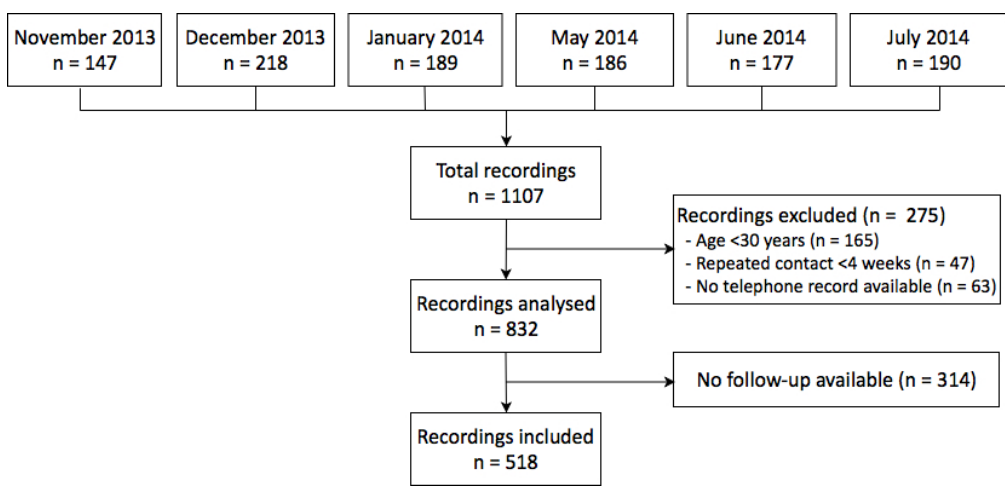 November 2013
n = 147
December 2013
n = 218
January 2014
n = 189
May 2014
n = 186
June 2014
n = 177
July 2014
n = 190
Total recordings
n = 1107
Recordings excluded (n = 275)
- Age <30 years (n = 165)
- Repeated contact <4 weeks (n = 47)
- No telephone record available (n = 63)
Recordings analysed
n = 832
No follow-up available (n = 314)
Recordings included
n = 518